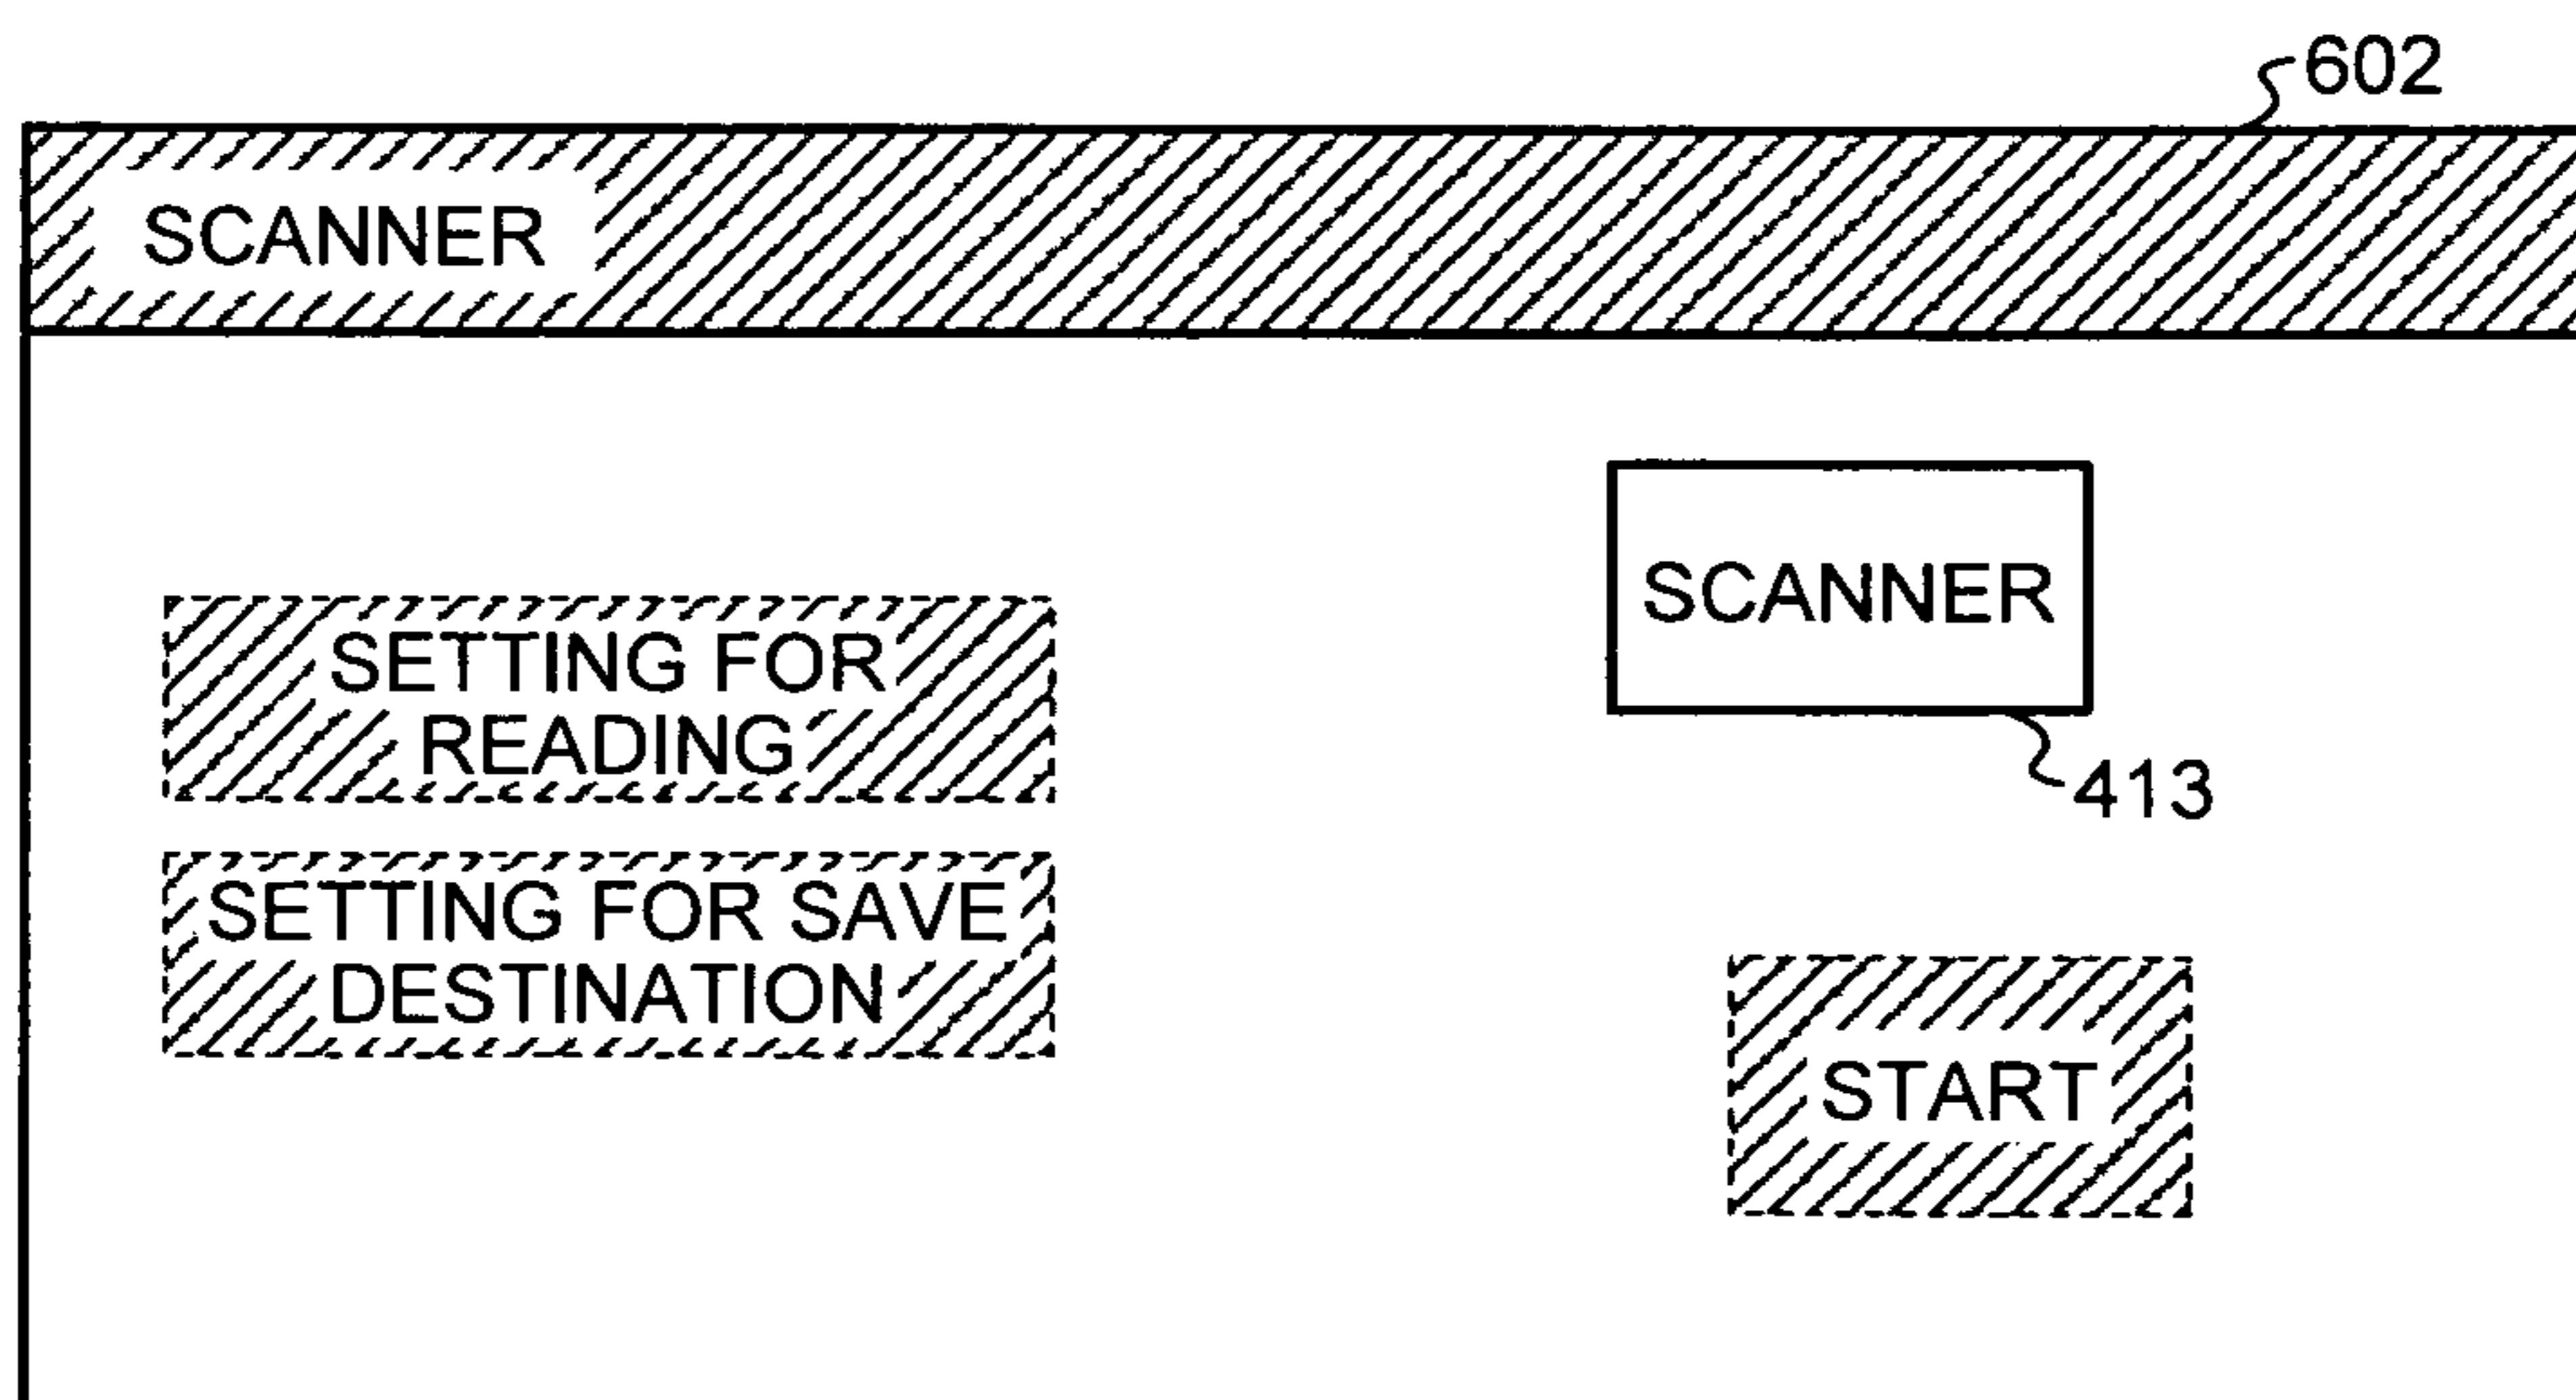 602
SCANNER
SCANNER
413
SETTING FOR
READING
SETTING FOR SAVE
DESTINATION
START